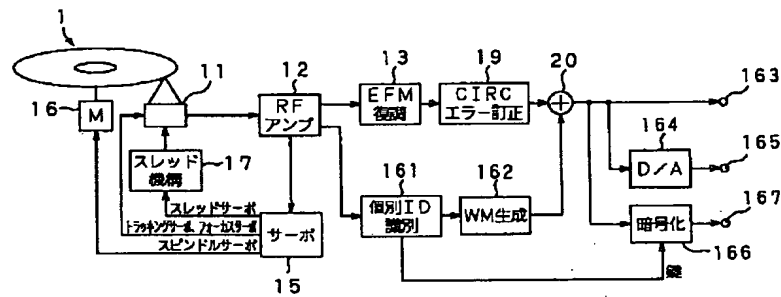 1
11
16
M
12
RF
アンプ
13
EFM
復調
19
CIRC
エラー訂正
20
163
164
D/A
165
17
スレッド
機構
161
個別ID
識別
162
WM生成
167
暗号化
166
スレッドサーボ
トラッキングサーボ、フォーカスサーボ
スピンドルサーボ
サーボ
15
鍵